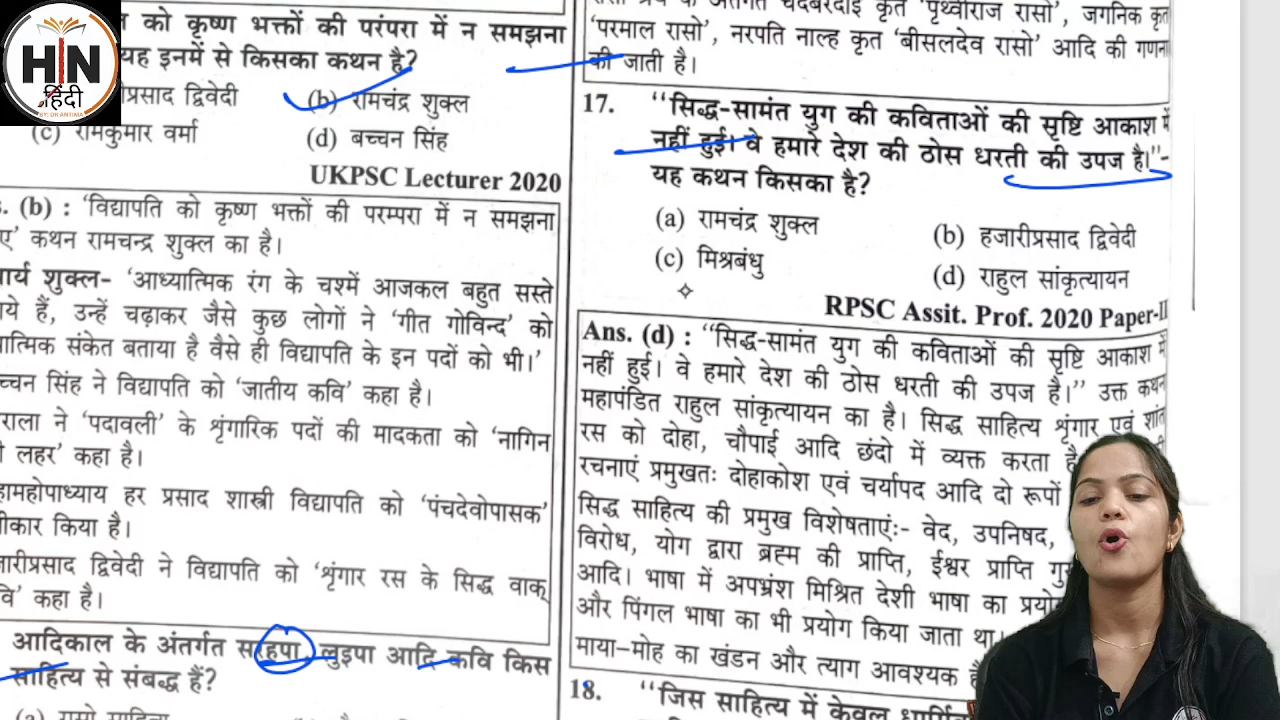 HIN
हिंदी
BY: DR ANTIMA
को कृष्ण भक्तों की परंपरा में न समझना
यह इनमें से किसका कथन है?
द्विवेदी
(b) रामचंद्र शुक्ल
(c) रामकुमार वर्मा
(d) बच्चन सिंह
UKPSC Lecturer 2020
(b) : 'विद्यापति को कृष्ण भक्तों की परम्परा में न समझना
कथन रामचन्द्र शुक्ल का है।
शुक्ल- 'आध्यात्मिक रंग के चश्में आजकल बहुत सस्ते
हैं, उन्हें चढ़ाकर जैसे कुछ लोगों ने 'गीत गोविन्द' को
संकेत बताया है वैसे ही विद्यापति के इन पदों को भी।'
सिंह ने विद्यापति को 'जातीय कवि' कहा है।
ने 'पदावली' के शृंगारिक पदों की मादकता को 'नागिन
लहर' कहा है।
हर प्रसाद शास्त्री विद्यापति को 'पंचदेवोपासक'
किया है।
द्विवेदी ने विद्यापति को 'शृंगार रस के सिद्ध वाक्
कहा है।
आदिकाल के अंतर्गत सरहपा, लुइपा आदि कवि किस
साहित्य से संबद्ध हैं?
'पृथ्वीराज रासो', जगनिक कृत
'परमाल रासो', नरपति नाल्ह कृत 'बीसलदेव रासो' आदि की गणना
की जाती है।
17. ''सिद्ध-सामंत युग की कविताओं की सृष्टि आकाश में
नहीं हुई। वे हमारे देश की ठोस धरती की उपज है।''-
यह कथन किसका है?
(a) रामचंद्र शुक्ल
(b) हजारीप्रसाद द्विवेदी
(c) मिश्रबंधु
(d) राहुल सांकृत्यायन
RPSC Assit. Prof. 2020 Paper-II
Ans. (d) : ''सिद्ध-सामंत युग की कविताओं की सृष्टि आकाश में
नहीं हुई। वे हमारे देश की ठोस धरती की उपज है।'' उक्त कथन
महापंडित राहुल सांकृत्यायन का है। सिद्ध साहित्य शृंगार एवं शांत
रस को दोहा, चौपाई आदि छंदो में व्यक्त करता है
रचनाएं प्रमुखतः दोहाकोश एवं चर्यापद आदि दो रूपों
सिद्ध साहित्य की प्रमुख विशेषताएं:- वेद, उपनिषद,
विरोध, योग द्वारा ब्रह्म की प्राप्ति, ईश्वर प्राप्ति
आदि। भाषा में अपभ्रंश मिश्रित देशी भाषा का
और पिंगल भाषा का भी प्रयोग किया जाता था।
माया-मोह का खंडन और त्याग आवश्यक
18. ''जिस साहित्य में केवल